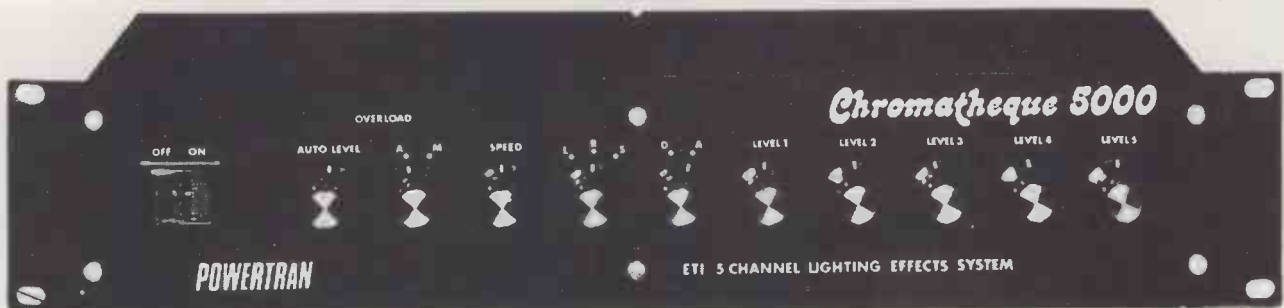 Chromatheque 5000
OVERLOAD
OFF ON
AUTO LEVEL
A M
SPEED
L R S
D A
LEVEL 1
LEVEL 2
LEVEL 3
LEVEL 4
LEVEL 5
POWERTRAN
ETI 5 CHANNEL LIGHTING EFFECTS SYSTEM